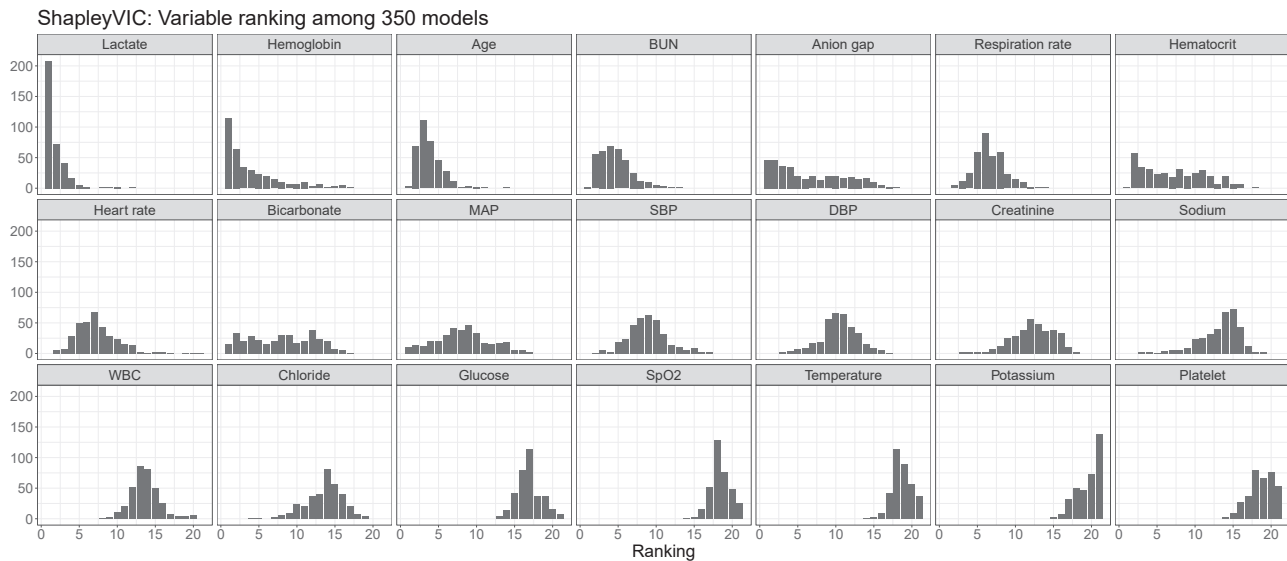 ShapleyVIC: Variable ranking among 350 models
Lactate Hemoglobin Age BUN Anion gap Respiration rate Hematocrit
200
150
100
50
0
Heart rate Bicarbonate MAP SBP DBP Creatinine Sodium
200
150
100
50
0
WBC Chloride Glucose SpO2 Temperature Potassium Platelet
200
150
100
50
0
0 5 10 15 20 0 5 10 15 20 0 5 10 15 20 0 5 10 15 20 0 5 10 15 20 0 5 10 15 20 0 5 10 15 20
Ranking